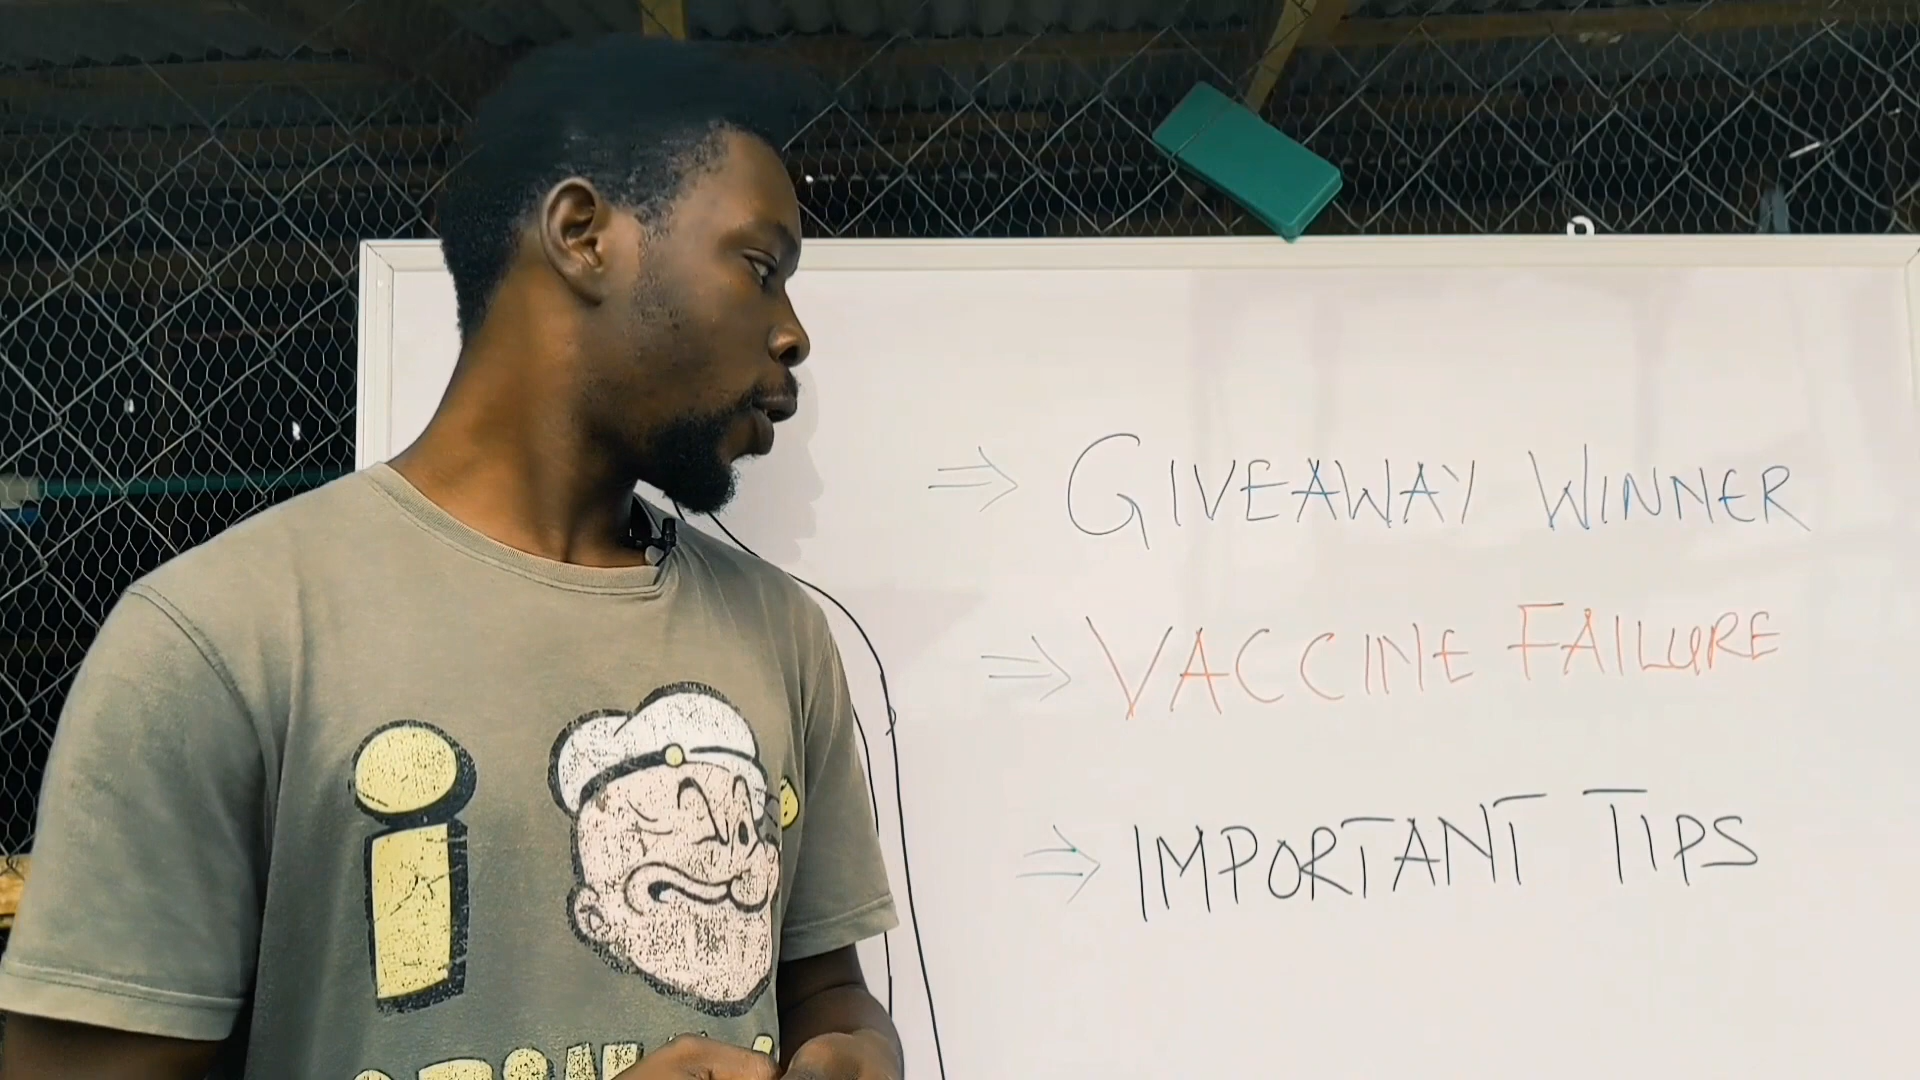 ⇒ GIVEAWAY WINNER
⇒ VACCINE FAILURE
⇒ IMPORTANT TIPS
i